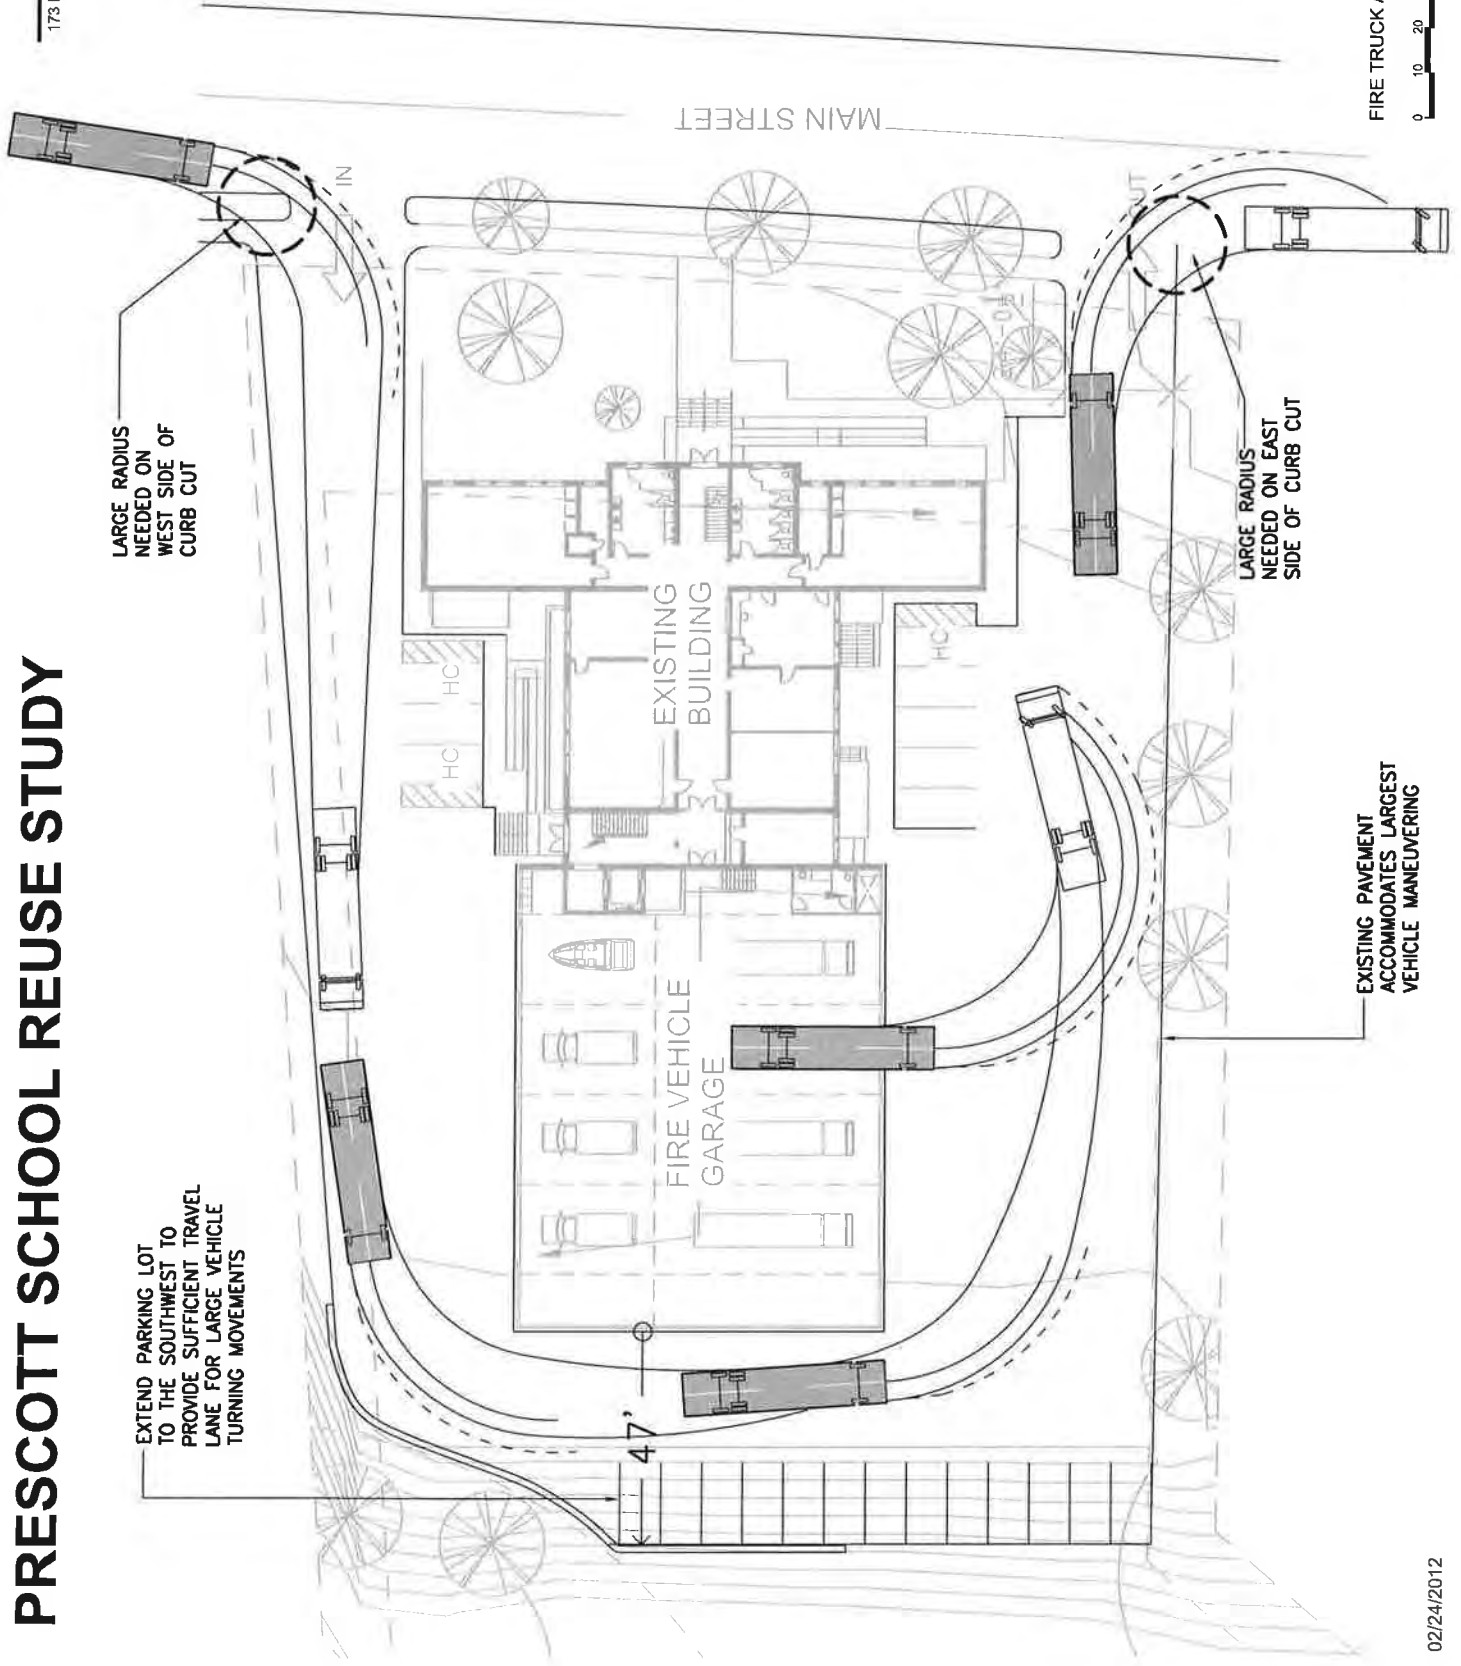 PRESCOTT SCHOOL REUSE STUDY
173
EXTEND PARKING LOT
TO THE SOUTHWEST TO
PROVIDE SUFFICIENT TRAVEL
LANE FOR LARGE VEHICLE
TURNING MOVEMENTS
LARGE RADIUS
NEEDED ON
WEST SIDE OF
CURB CUT
IN
MAIN STREET
HC
HC
EXISTING
BUILDING
FIRE VEHICLE
GARAGE
47'
HC
OUT
LARGE RADIUS
NEEDED ON EAST
SIDE OF CURB CUT
EXISTING PAVEMENT
ACCOMMODATES LARGEST
VEHICLE MANEUVERING
FIRE TRUCK
0 10 20
02/24/2012